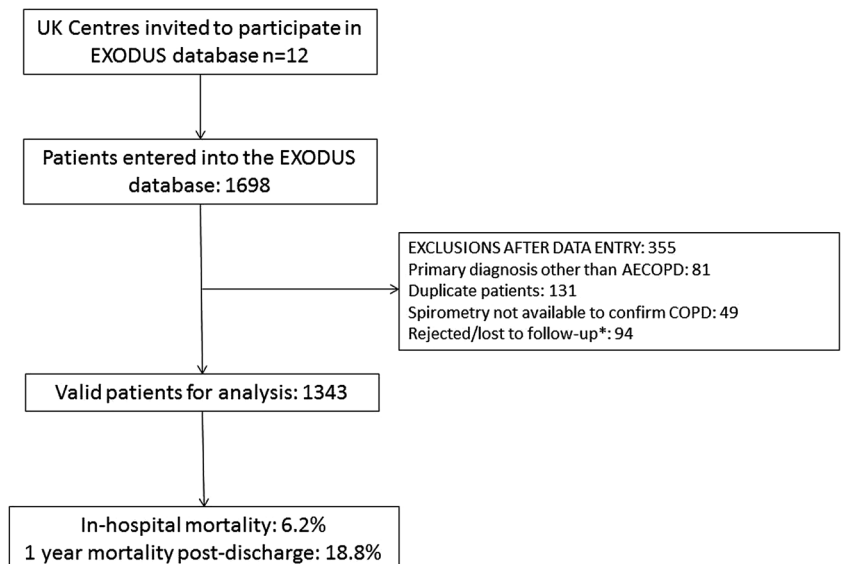 UK Centres invited to participate in
EXODUS database n=12
Patients entered into the EXODUS
database: 1698
EXCLUSIONS AFTER DATA ENTRY: 355
Primary diagnosis other than AECOPD: 81
Duplicate patients: 131
Spirometry not available to confirm COPD: 49
Rejected/lost to follow-up*: 94
Valid patients for analysis: 1343
In-hospital mortality: 6.2%
1 year mortality post-discharge: 18.8%